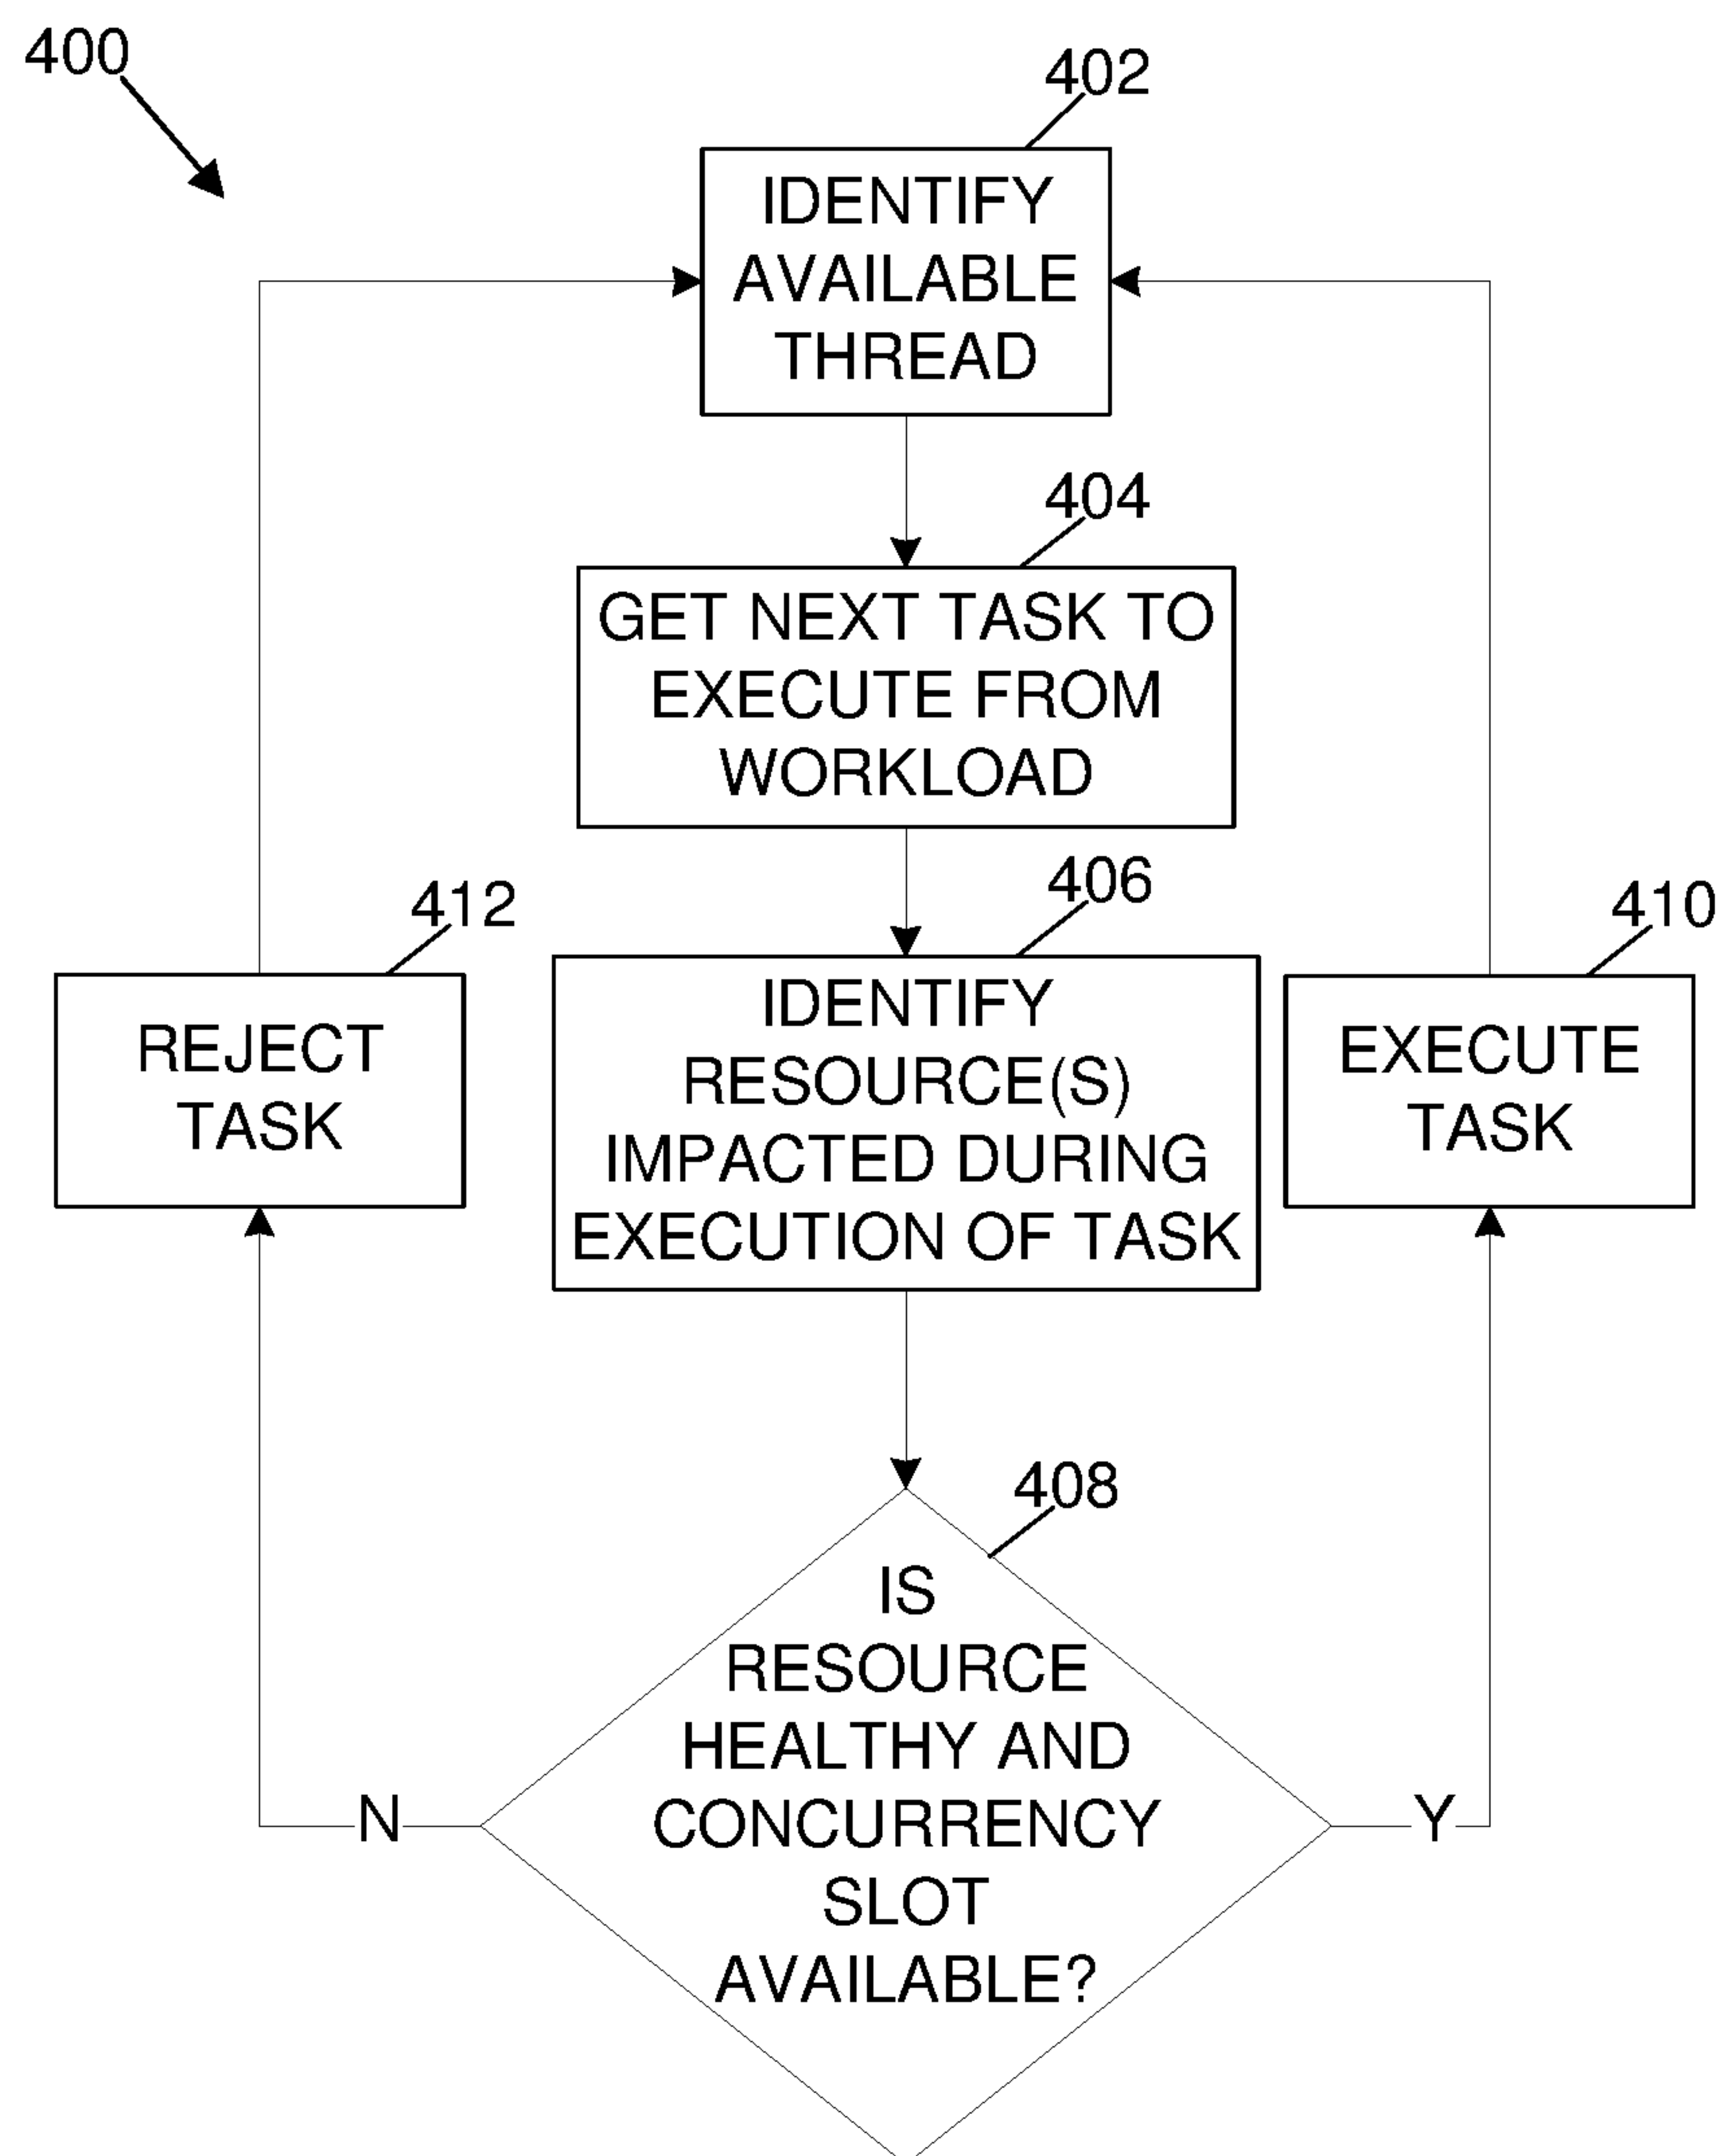 400
402
IDENTIFY
AVAILABLE
THREAD
404
GET NEXT TASK TO
EXECUTE FROM
WORKLOAD
406
IDENTIFY
RESOURCE(S)
IMPACTED DURING
EXECUTION OF TASK
412
REJECT
TASK
410
EXECUTE
TASK
408
IS
RESOURCE
HEALTHY AND
CONCURRENCY
SLOT
AVAILABLE?
N
Y